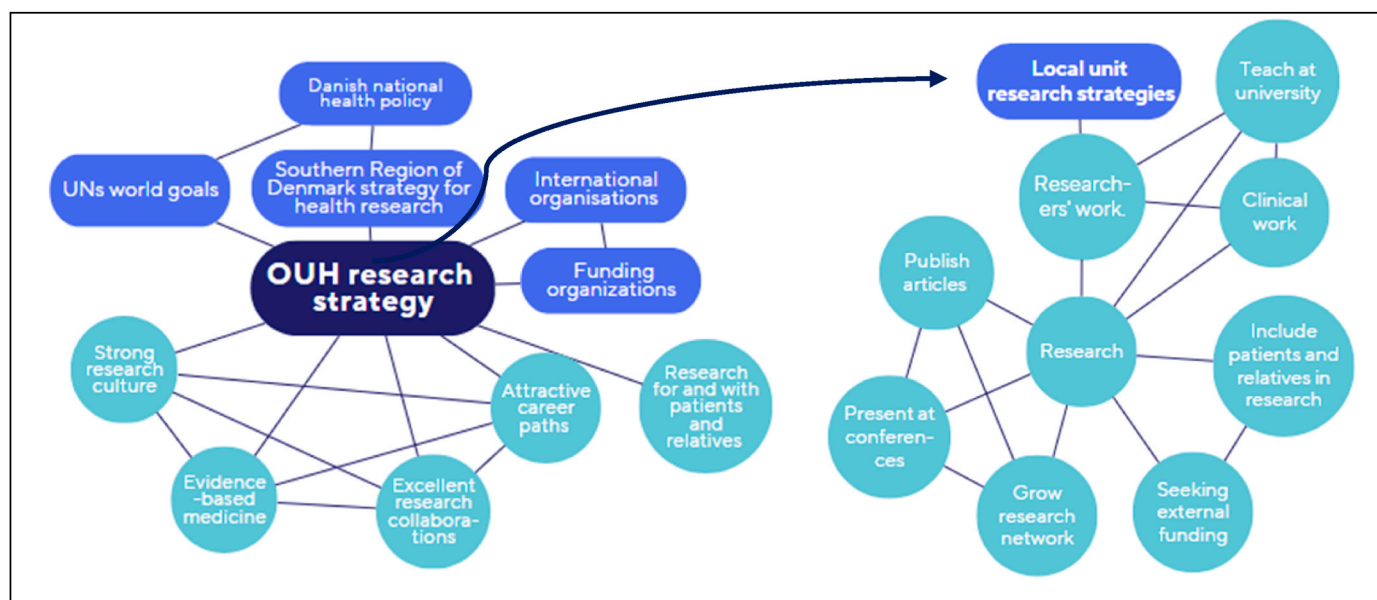 Danish national
health policy
UNs world goals
Southern Region of
Denmark strategy for
health research
International
organisations
OUH research
strategy
Funding
organizations
Strong
research
culture
Evidence
-based
medicine
Excellent
research
collabora-
tions
Attractive
career
paths
Research
for and with
patients
and
relatives
Local unit
research strategies
Teach at
university
Research-
ers' work.
Clinical
work
Publish
articles
Research
Include
patients and
relatives in
research
Present at
conferen-
ces
Grow
research
network
Seeking
external
funding